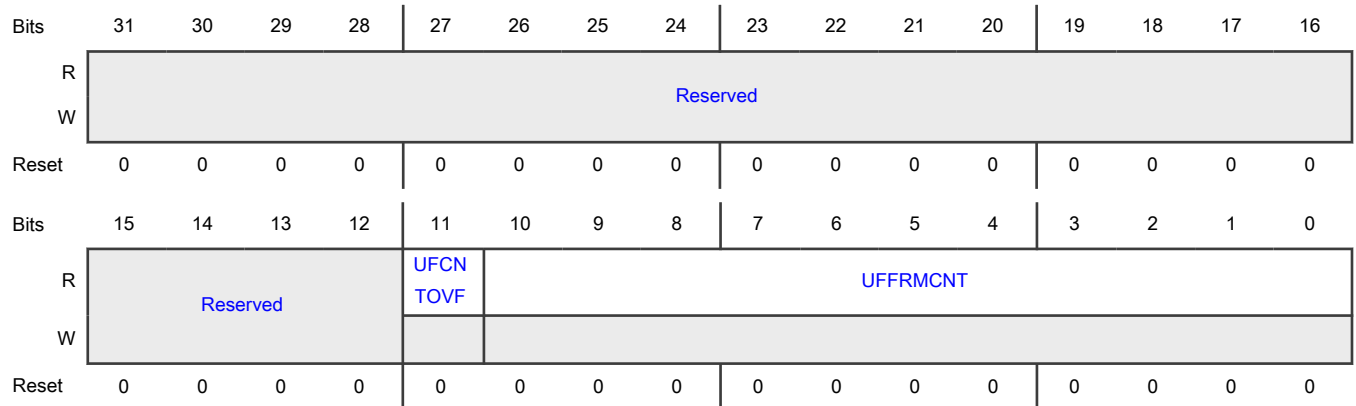 Bits 31 30 29 28 27 26 25 24 23 22 21 20 19 18 17 16
R
Reserved
W
Reset 0 0 0 0 0 0 0 0 0 0 0 0 0 0 0 0
Bits 15 14 13 12 11 10 9 8 7 6 5 4 3 2 1 0
R Reserved UFCN TOVF UFFRMCNT
W
Reset 0 0 0 0 0 0 0 0 0 0 0 0 0 0 0 0